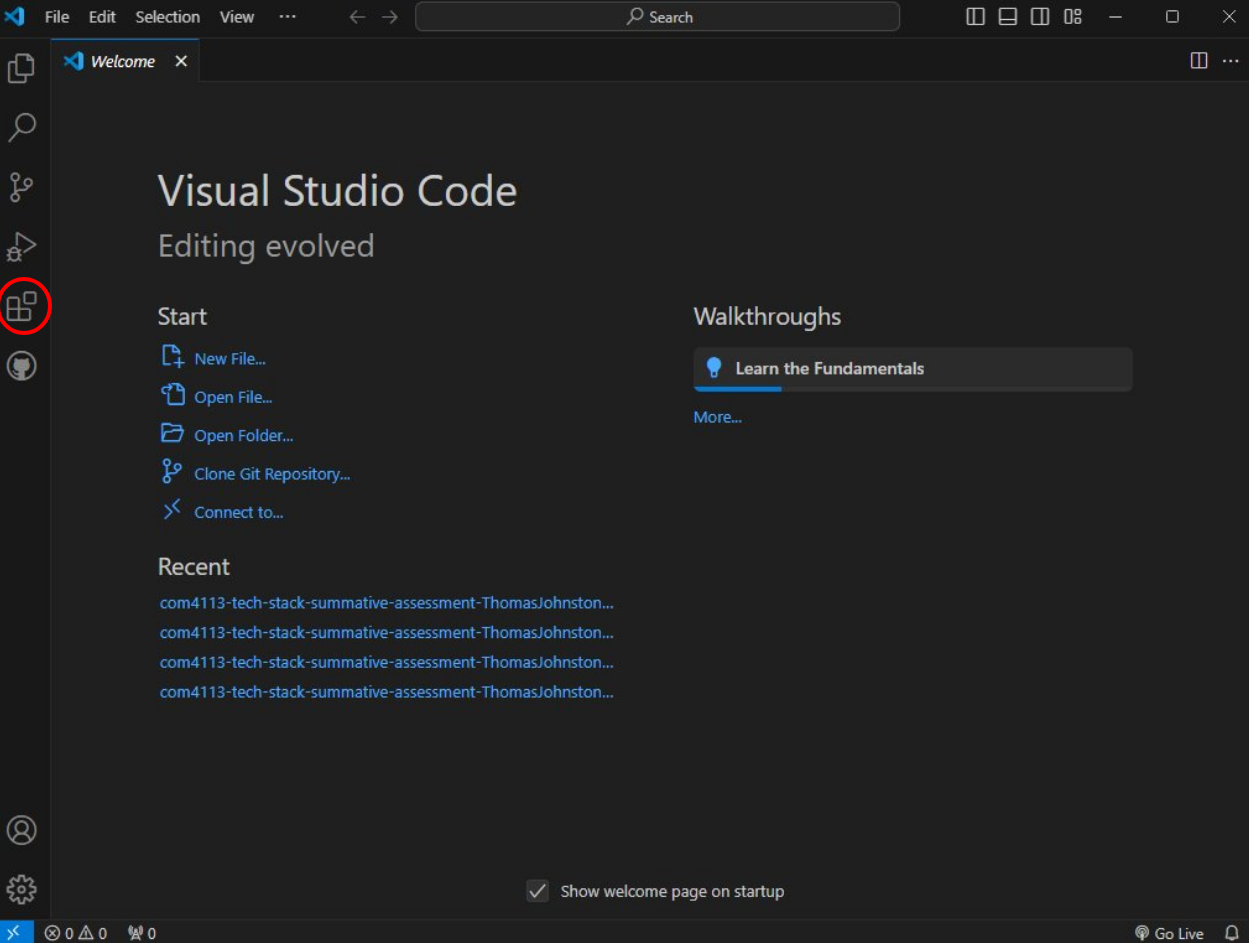 File Edit Selection View ··· Search
Welcome
Visual Studio Code
Editing evolved
Start
New File...
Open File...
Open Folder...
Clone Git Repository...
Connect to...
Recent
com4113-tech-stack-summative-assessment-ThomasJohnston...
com4113-tech-stack-summative-assessment-ThomasJohnston...
com4113-tech-stack-summative-assessment-ThomasJohnston...
com4113-tech-stack-summative-assessment-ThomasJohnston...
Walkthroughs
Learn the Fundamentals
More...
Show welcome page on startup
0 0 0 Go Live